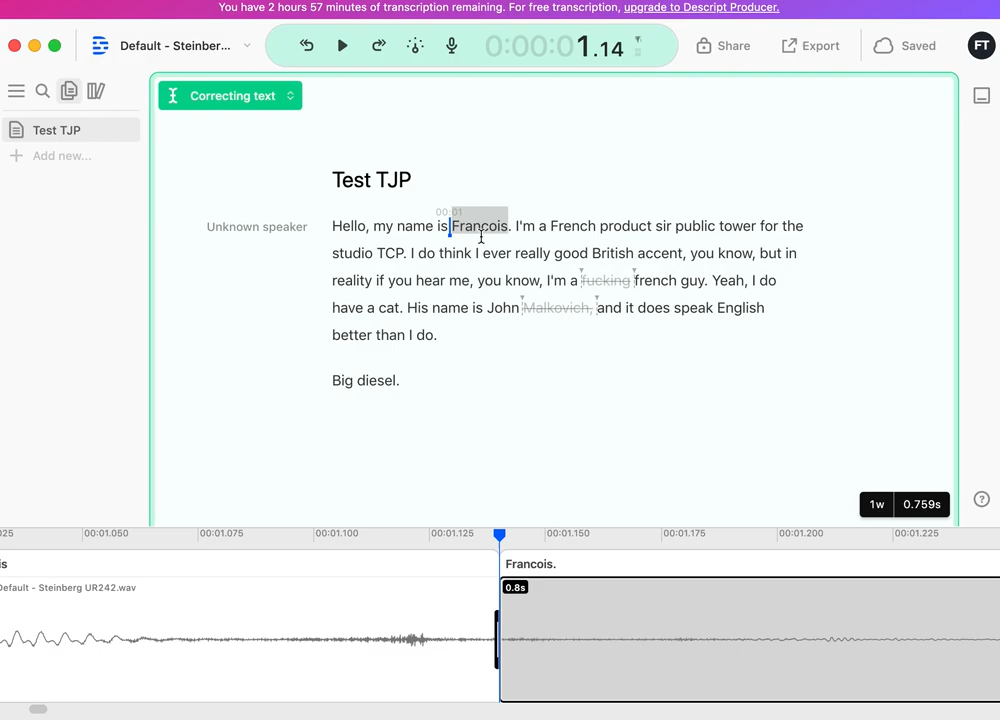 You have 2 hours 57 minutes of transcription remaining. For free transcription, upgrade to Descript Producer.
Default - Steinber...
0:00:01.14
Share
Export
Saved
FT
Correcting text
Test TJP
Add new...
Test TJP
00:01
Unknown speaker
Hello, my name is Francois. I'm a French product sir public tower for the
studio TCP. I do think I ever really good British accent, you know, but in
reality if you hear me, you know, I'm a fucking french guy. Yeah, I do
have a cat. His name is John Malkovich, and it does speak English
better than I do.
Big diesel.
1w 0.759s
?
025 00:01.050 00:01.075 00:01.100 00:01.125 00:01.150 00:01.175 00:01.200 00:01.225
is Francois.
Default - Steinberg UR242.wav
0.8s